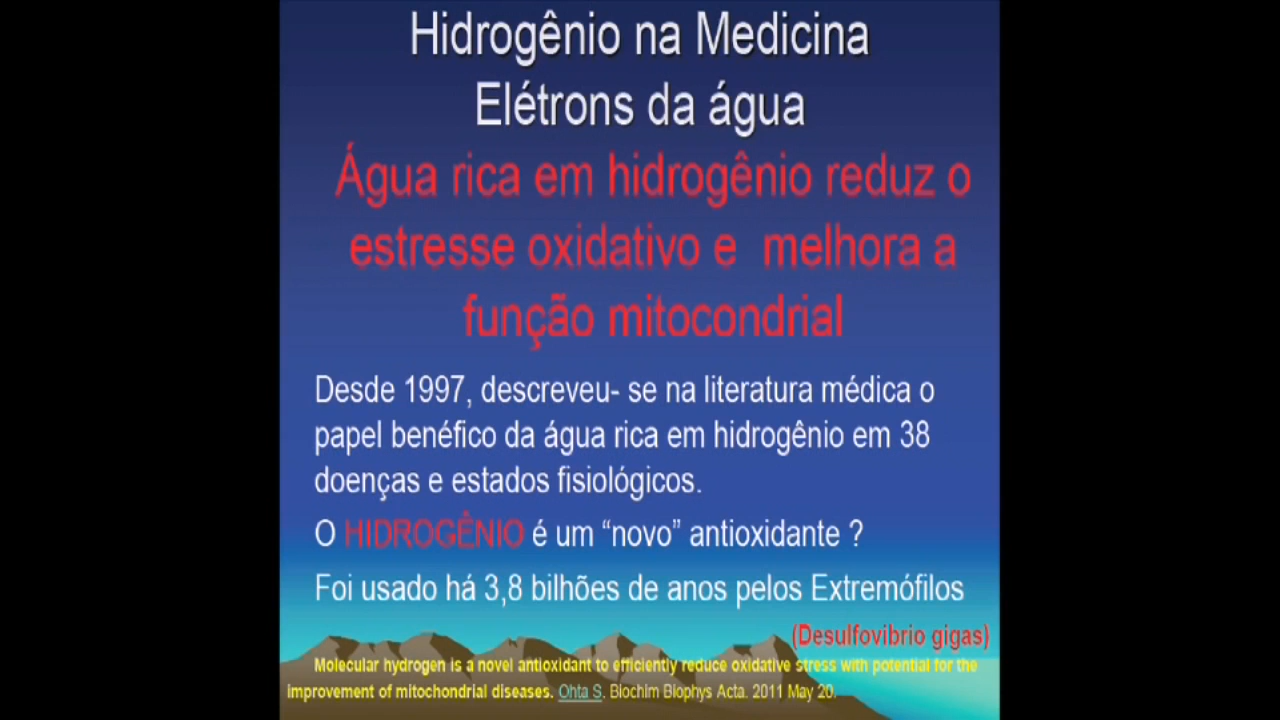 Hidrogênio na Medicina
Elétrons da água
Água rica em hidrogênio reduz o
estresse oxidativo e melhora a
função mitocondrial
Desde 1997, descreveu- se na literatura médica o
papel benéfico da água rica em hidrogênio em 38
doenças e estados fisiológicos.
O HIDROGÊNIO é um “novo” antioxidante ?
Foi usado há 3,8 bilhões de anos pelos Extremófilos
(Desulfovibrio gigas)
Molecular hydrogen is a novel antioxidant to efficiently reduce oxidative stress with potential for the
improvement of mitochondrial diseases. Ohta S. Biochim Biophys Acta. 2011 May 20.